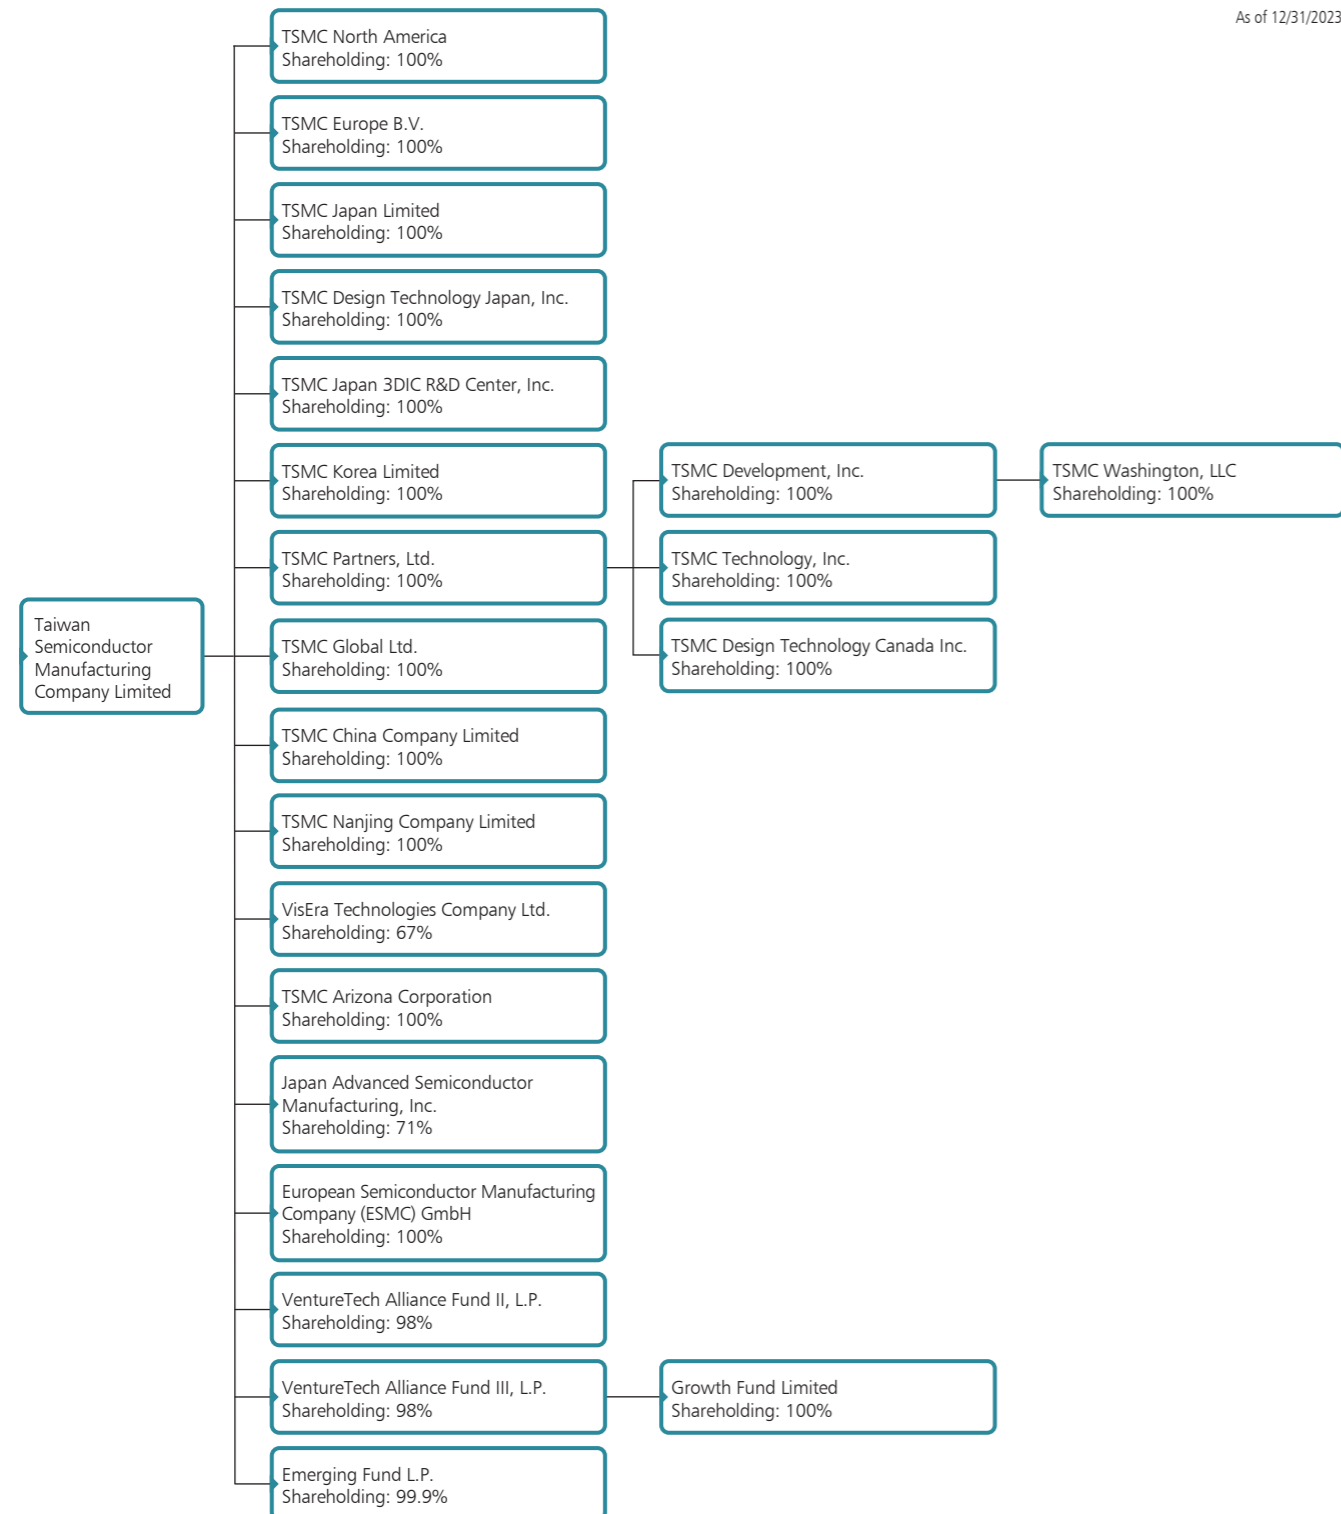 As of 12/31/2023
TSMC North America
Shareholding: 100%
TSMC Europe B.V.
Shareholding: 100%
TSMC Japan Limited
Shareholding: 100%
TSMC Design Technology Japan, Inc.
Shareholding: 100%
TSMC Japan 3DIC R&D Center, Inc.
Shareholding: 100%
TSMC Korea Limited
Shareholding: 100%
TSMC Development, Inc.
Shareholding: 100%
TSMC Washington, LLC
Shareholding: 100%
TSMC Partners, Ltd.
Shareholding: 100%
TSMC Technology, Inc.
Shareholding: 100%
Taiwan
Semiconductor
Manufacturing
Company Limited
TSMC Global Ltd.
Shareholding: 100%
TSMC Design Technology Canada Inc.
Shareholding: 100%
TSMC China Company Limited
Shareholding: 100%
TSMC Nanjing Company Limited
Shareholding: 100%
VisEra Technologies Company Ltd.
Shareholding: 67%
TSMC Arizona Corporation
Shareholding: 100%
Japan Advanced Semiconductor
Manufacturing, Inc.
Shareholding: 71%
European Semiconductor Manufacturing
Company (ESMC) GmbH
Shareholding: 100%
VentureTech Alliance Fund II, L.P.
Shareholding: 98%
VentureTech Alliance Fund III, L.P.
Shareholding: 98%
Growth Fund Limited
Shareholding: 100%
Emerging Fund L.P.
Shareholding: 99.9%